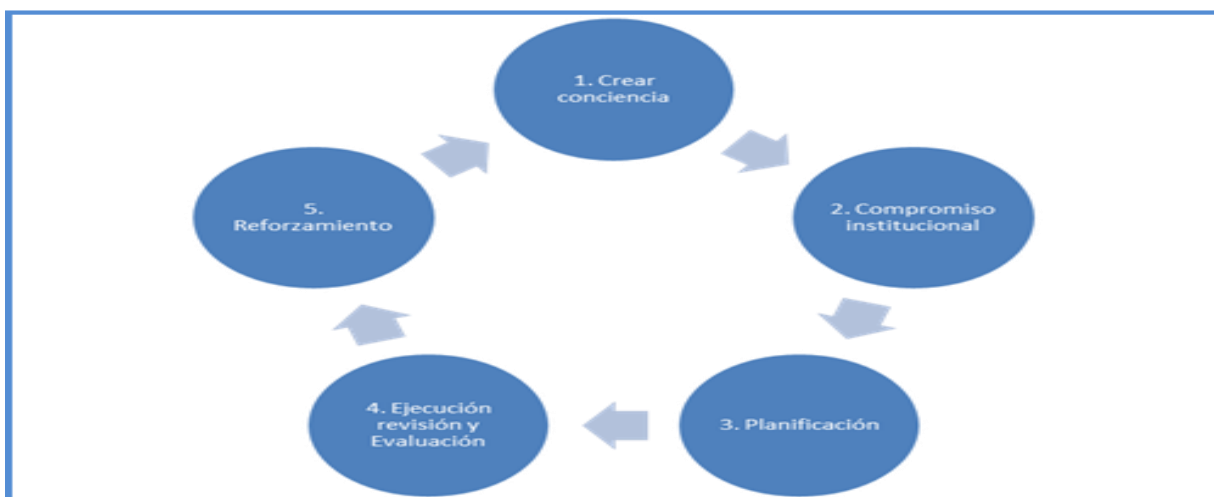 1. Crear
conciencia
2. Compromiso
institucional
3. Planificación
4. Ejecución
revisión y
Evaluación
5.
Reforzamiento